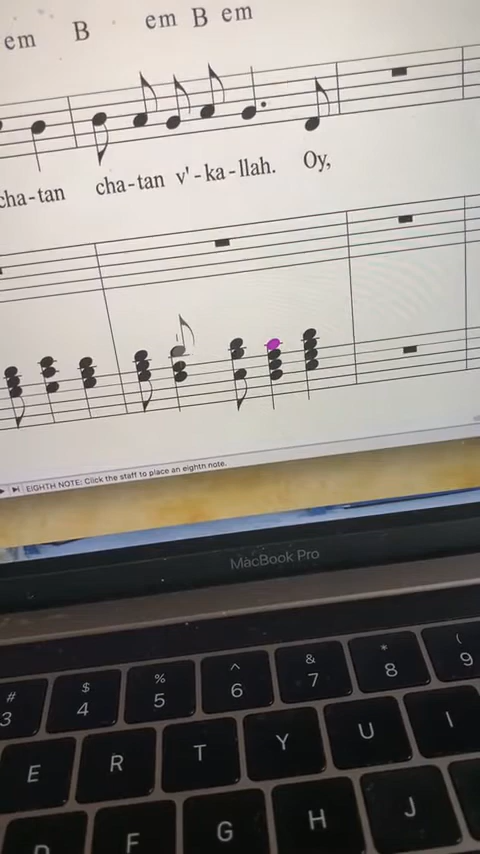 em B em B em
cha-tan cha-tan v'-ka-llah. Oy,
EIGHTH NOTE: Click the staff to place an eighth note.
MacBook Pro
# $ % ^ & * (
3 4 5 6 7 8 9
E R T Y U I
D F G H J